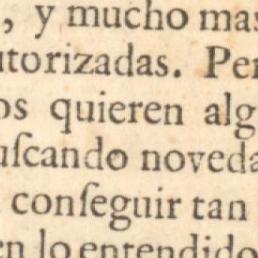 , y mucho mas
utorizadas. Per
os quieren alg
uſcando noveda
conſeguir tan
en lo entendido